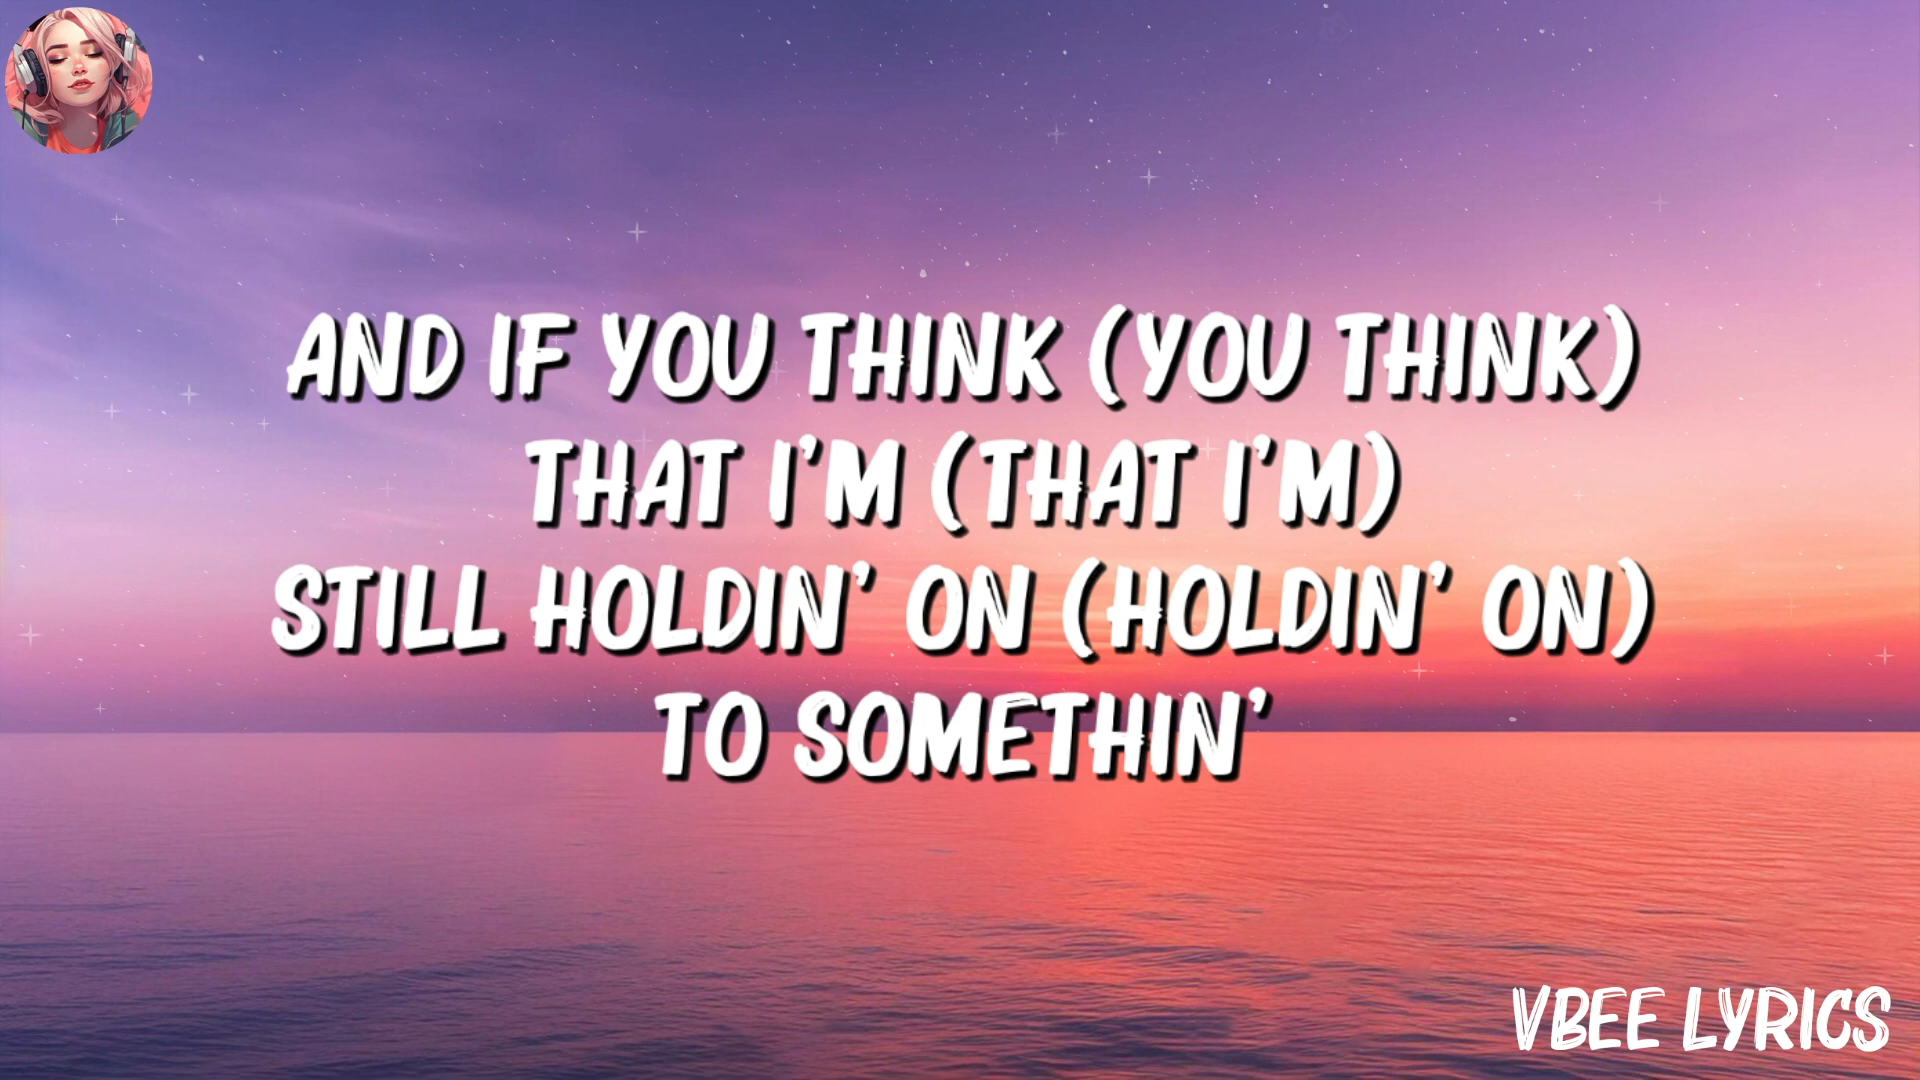 AND IF YOU THINK (YOU THINK)
THAT I'M (THAT I'M)
STILL HOLDIN' ON (HOLDIN' ON)
TO SOMETHIN'
VBEE LYRICS